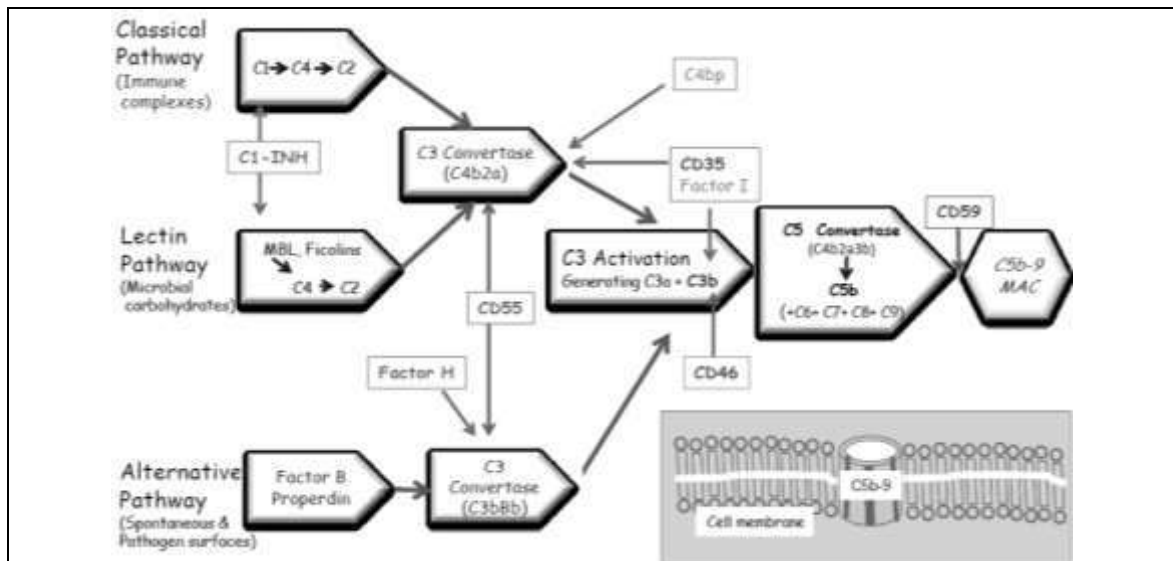 Classical
Pathway
(Immune
complexes)
C1→C4→C2
C1-INH
C4bp
C3 Convertase
(C4b2a)
CD35
Factor I
Lectin
Pathway
(Microbial
carbohydrates)
MBL, Ficolins
C4→C2
CD55
C3 Activation
Generating C3a + C3b
C5 Convertase
(C4b2a3b)
C5b
(+C6+ C7+ C8+ C9)
CD59
C5b-9
MAC
CD46
Factor H
Alternative
Pathway
(Spontaneous &
Pathogen surfaces)
Factor B
Properdin
C3
Convertase
(C3bBb)
C5b-9
Cell membrane